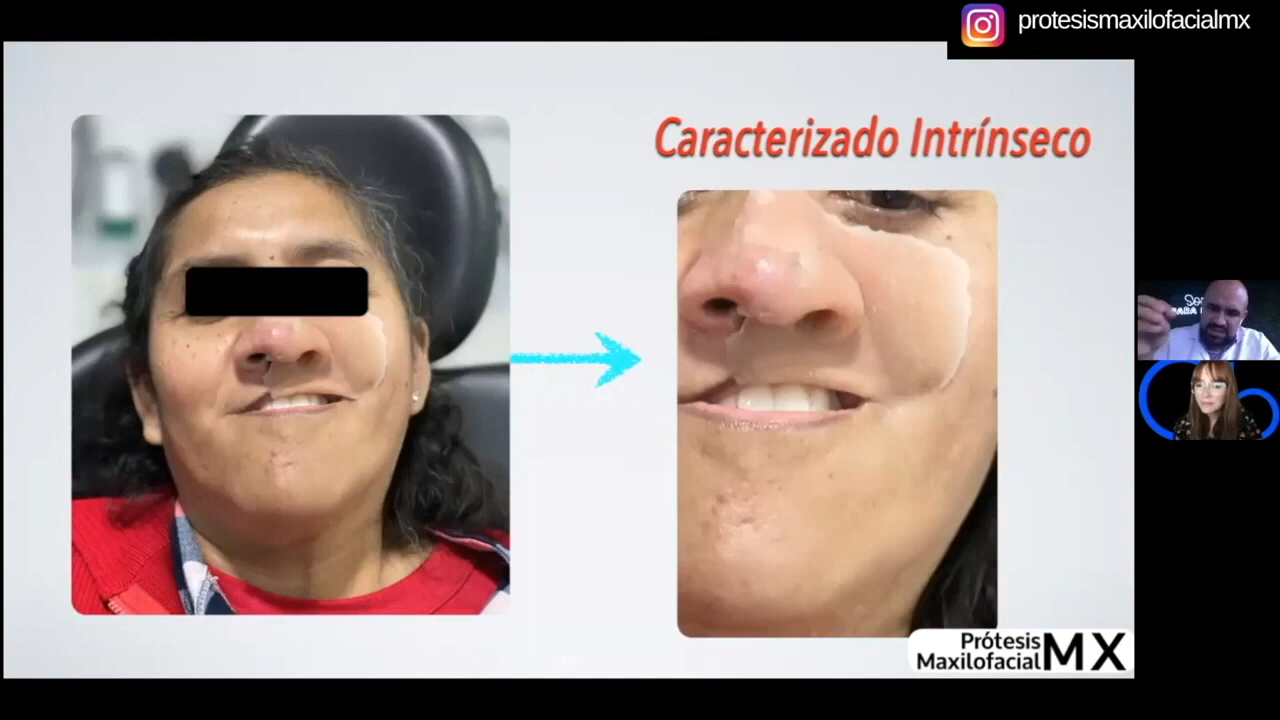 protesismaxilofacialmx
Caracterizado Intrínseco
Prótesis
Maxilofacial MX